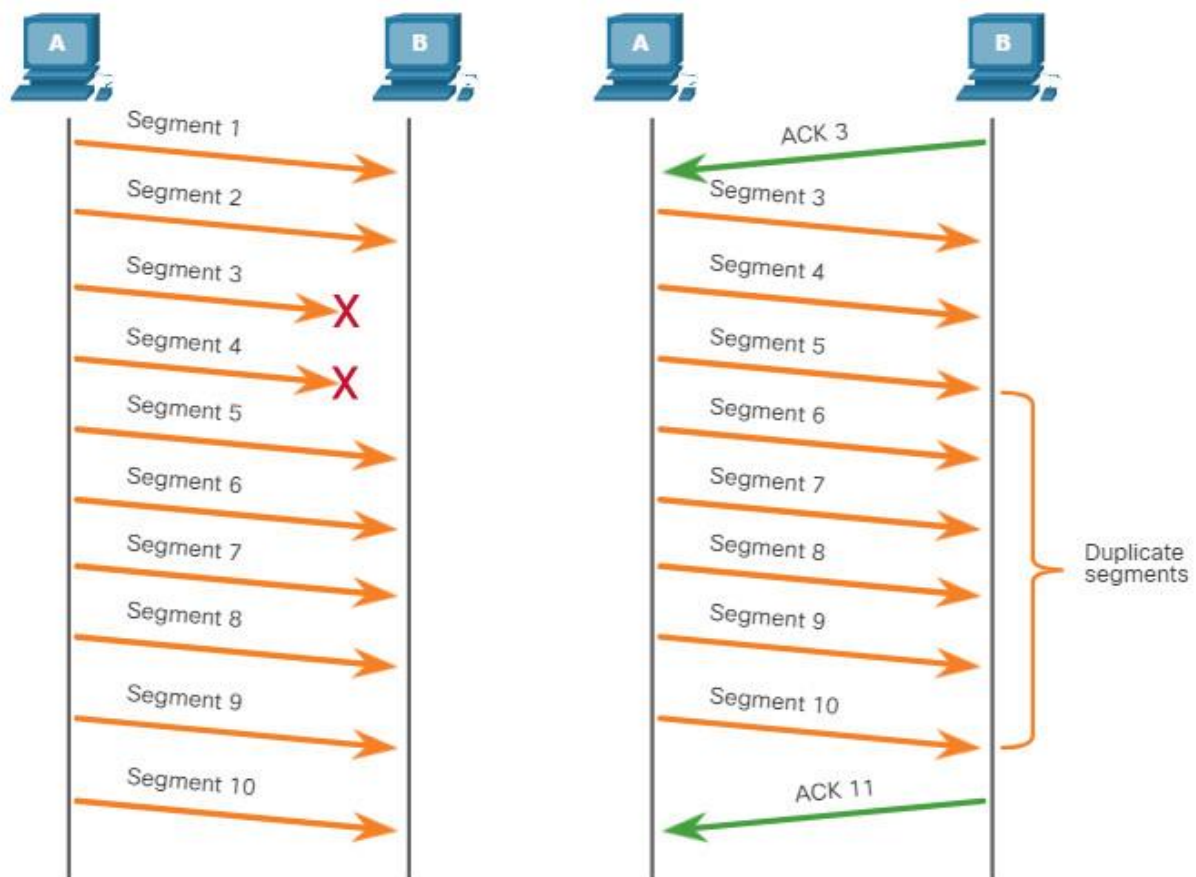 A
B
Segment 1
Segment 2
Segment 3
X
Segment 4
X
Segment 5
Segment 6
Segment 7
Segment 8
Segment 9
Segment 10
A
B
ACK 3
Segment 3
Segment 4
Segment 5
Segment 6
Segment 7
Segment 8
Segment 9
Segment 10
ACK 11
Duplicate
segments